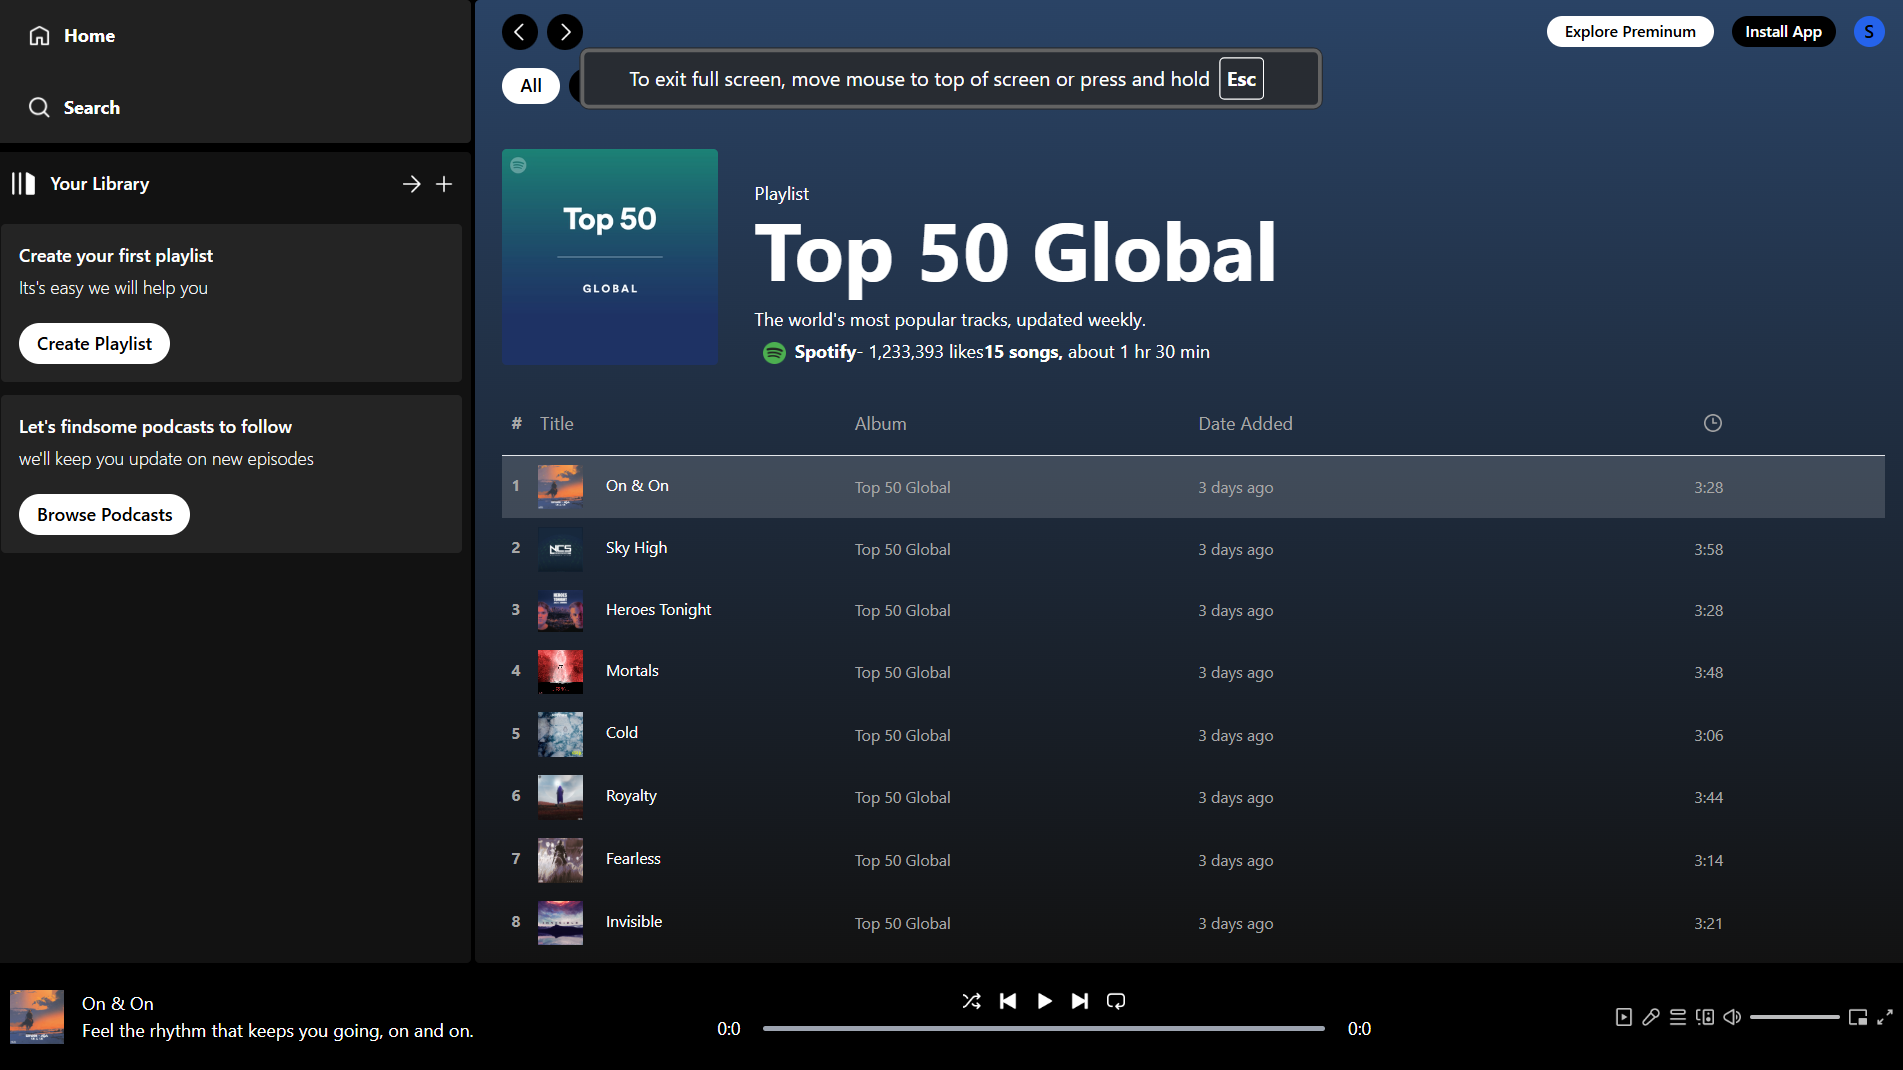 Home
Search
Your Library
Create your first playlist
Its's easy we will help you
Create Playlist
Let's findsome podcasts to follow
we'll keep you update on new episodes
Browse Podcasts
Explore Preminum
Install App
S
All
To exit full screen, move mouse to top of screen or press and hold Esc
Top 50
GLOBAL
Playlist
Top 50 Global
The world's most popular tracks, updated weekly.
Spotify- 1,233,393 likes15 songs, about 1 hr 30 min
# Title Album Date Added
1 On & On Top 50 Global 3 days ago 3:28
2 NCS Sky High Top 50 Global 3 days ago 3:58
3 HEROES TONIGHT Heroes Tonight Top 50 Global 3 days ago 3:28
4 Mortals Top 50 Global 3 days ago 3:48
5 Cold Top 50 Global 3 days ago 3:06
6 Royalty Top 50 Global 3 days ago 3:44
7 Fearless Top 50 Global 3 days ago 3:14
8 Invisible Top 50 Global 3 days ago 3:21
On & On
Feel the rhythm that keeps you going, on and on.
0:0
0:0